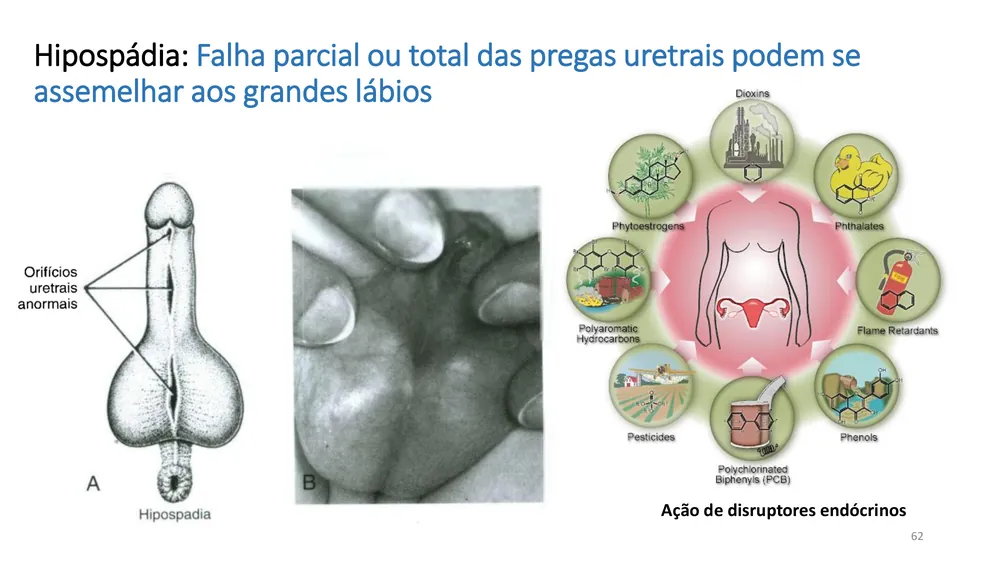 Hipospádia: Falha parcial ou total das pregas uretrais podem se
assemelhar aos grandes lábios
Orifícios
uretrais
anormais
A
Hipospadia
B
Dioxins
Phytoestrogens
Phthalates
Polyaromatic
Hydrocarbons
Flame Retardants
Pesticides
Phenols
Polychlorinated
Biphenyls (PCB)
Ação de disruptores endócrinos
62